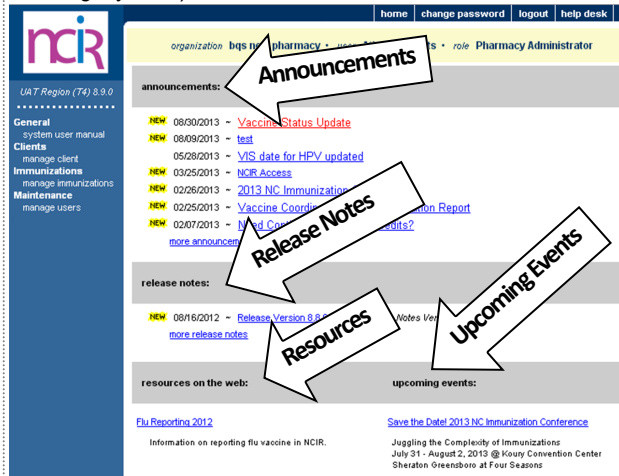 home change password logout help desk
ncir
organization bqs pharmacy • • role Pharmacy Administrator
UAT Region (T4) 8.9.0
announcements:
Announcements
General
system user manual
Clients
manage client
Immunizations
manage immunizations
Maintenance
manage users
NEW 08/30/2013 ~ Vaccine Status Update
NEW 08/09/2013 ~ test
05/28/2013 ~ VIS date for HPV updated
NEW 03/25/2013 ~ NCIR Access
NEW 02/26/2013 ~ 2013 NC Immunization
NEW 02/25/2013 ~ Vaccine Coordin Report
NEW 02/07/2013 ~ edits?
more announcem
Release Notes
release notes:
Upcoming Events
NEW 08/16/2012 ~ Release Version 8.8 Notes Ver
more release notes
Resources
resources on the web:
upcoming events:
Flu Reporting 2012
Information on reporting flu vaccine in NCIR.
Save the Date! 2013 NC Immunization Conference
Juggling the Complexity of Immunizations
July 31 - August 2, 2013 @ Koury Convention Center
Sheraton Greensboro at Four Seasons